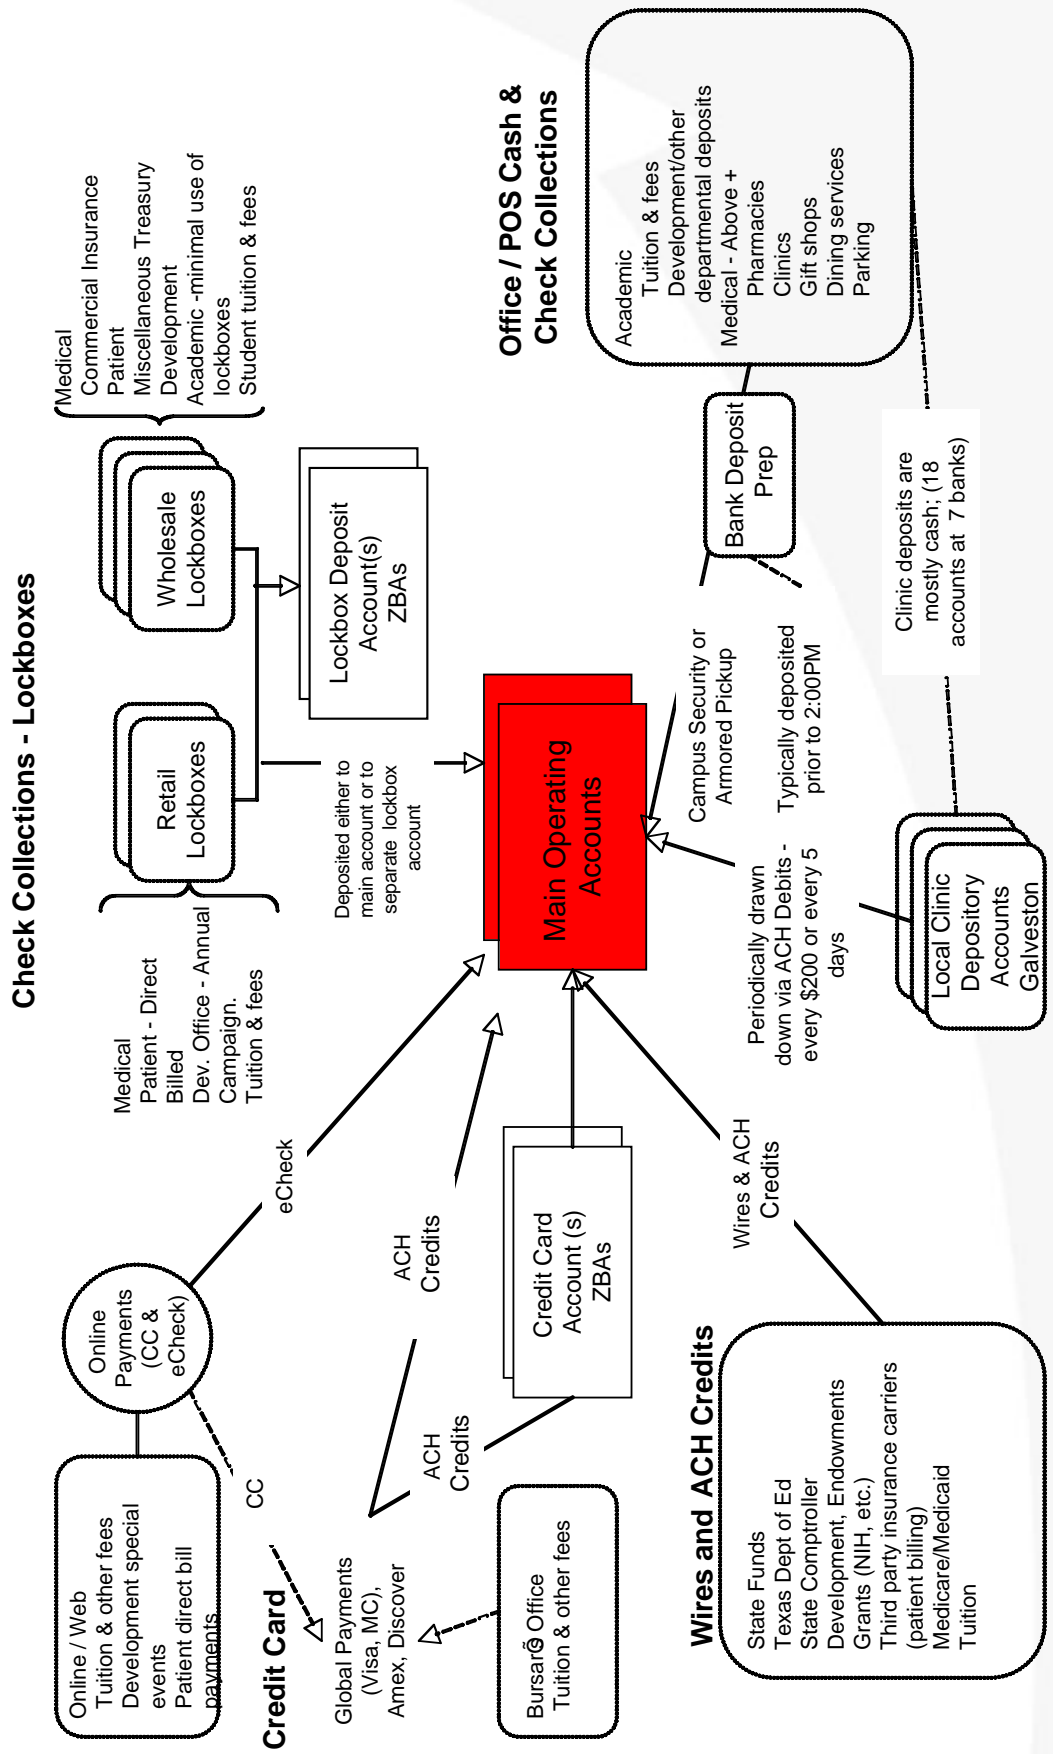 Check Collections - Lockboxes
Medical
Patient - Direct
Billed
Dev. Office - Annual
Campaign.
Tuition & fees
Retail
Lockboxes
Wholesale
Lockboxes
Medical
Commercial Insurance
Patient
Miscellaneous Treasury
Development
Academic -minimal use of
lockboxes
Student tuition & fees
Deposited either to
main account or to
separate lockbox
account
Lockbox Deposit
Account(s)
ZBAs
Online / Web
Tuition & other fees
Development special
events
Patient direct bill
payments
Online
Payments
(CC &
eCheck)
eCheck
CC
Credit Card
Global Payments
(Visa, MC),
Amex, Discover
ACH
Credits
ACH
Credits
Bursarõs Office
Tuition & other fees
Credit Card
Account (s)
ZBAs
Main Operating
Accounts
Office / POS Cash &
Check Collections
Academic
Tuition & fees
Development/other
departmental deposits
Medical - Above +
Pharmacies
Clinics
Gift shops
Dining services
Parking
Bank Deposit
Prep
Campus Security or
Armored Pickup
Typically deposited
prior to 2:00PM
Clinic deposits are
mostly cash; (18
accounts at 7 banks)
Periodically drawn
down via ACH Debits -
every $200 or every 5
days
Local Clinic
Depository
Accounts
Galveston
Wires & ACH
Credits
Wires and ACH Credits
State Funds
Texas Dept of Ed
State Comptroller
Development, Endowments
Grants (NIH, etc.)
Third party insurance carriers
(patient billing)
Medicare/Medicaid
Tuition